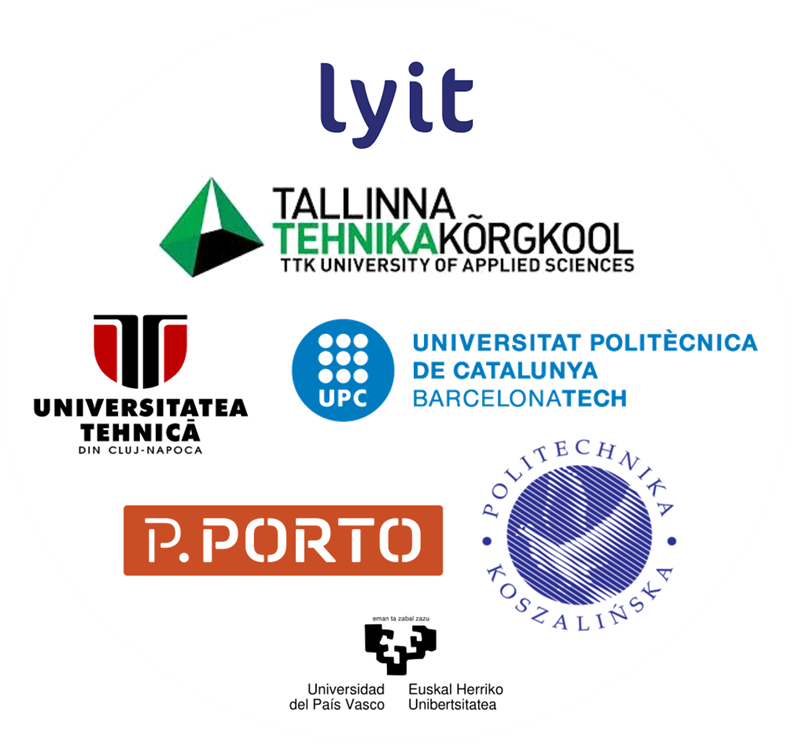 lyit
TALLINNA
TEHNIKAKÕRGKOOL
TTK UNIVERSITY OF APPLIED SCIENCES
UNIVERSITATEA
TEHNICĂ
DIN CLUJ-NAPOCA
UPC
UNIVERSITAT POLITÈCNICA
DE CATALUNYA
BARCELONATECH
P.PORTO
POLITECHNIKA
KOSZALIŃSKA
eman ta zabal zazu
Universidad
del País Vasco
Euskal Herriko
Unibertsitatea